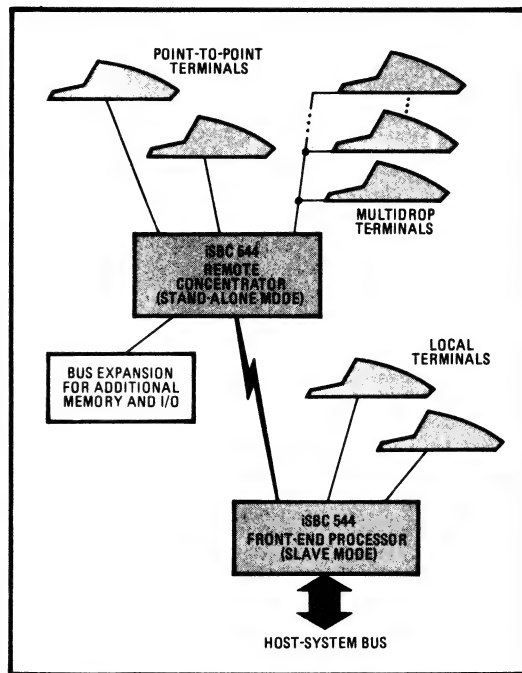 POINT-TO-POINT
TERMINALS
MULTIDROP
TERMINALS
iSBC 544
REMOTE
CONCENTRATOR
(STAND-ALONE MODE)
BUS EXPANSION
FOR ADDITIONAL
MEMORY AND I/O
LOCAL
TERMINALS
iSBC 544
FRONT-END PROCESSOR
(SLAVE MODE)
HOST-SYSTEM BUS